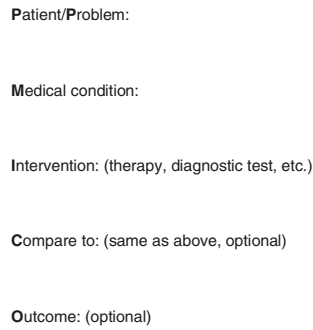 Patient/Problem:
Medical condition:
Intervention: (therapy, diagnostic test, etc.)
Compare to: (same as above, optional)
Outcome: (optional)